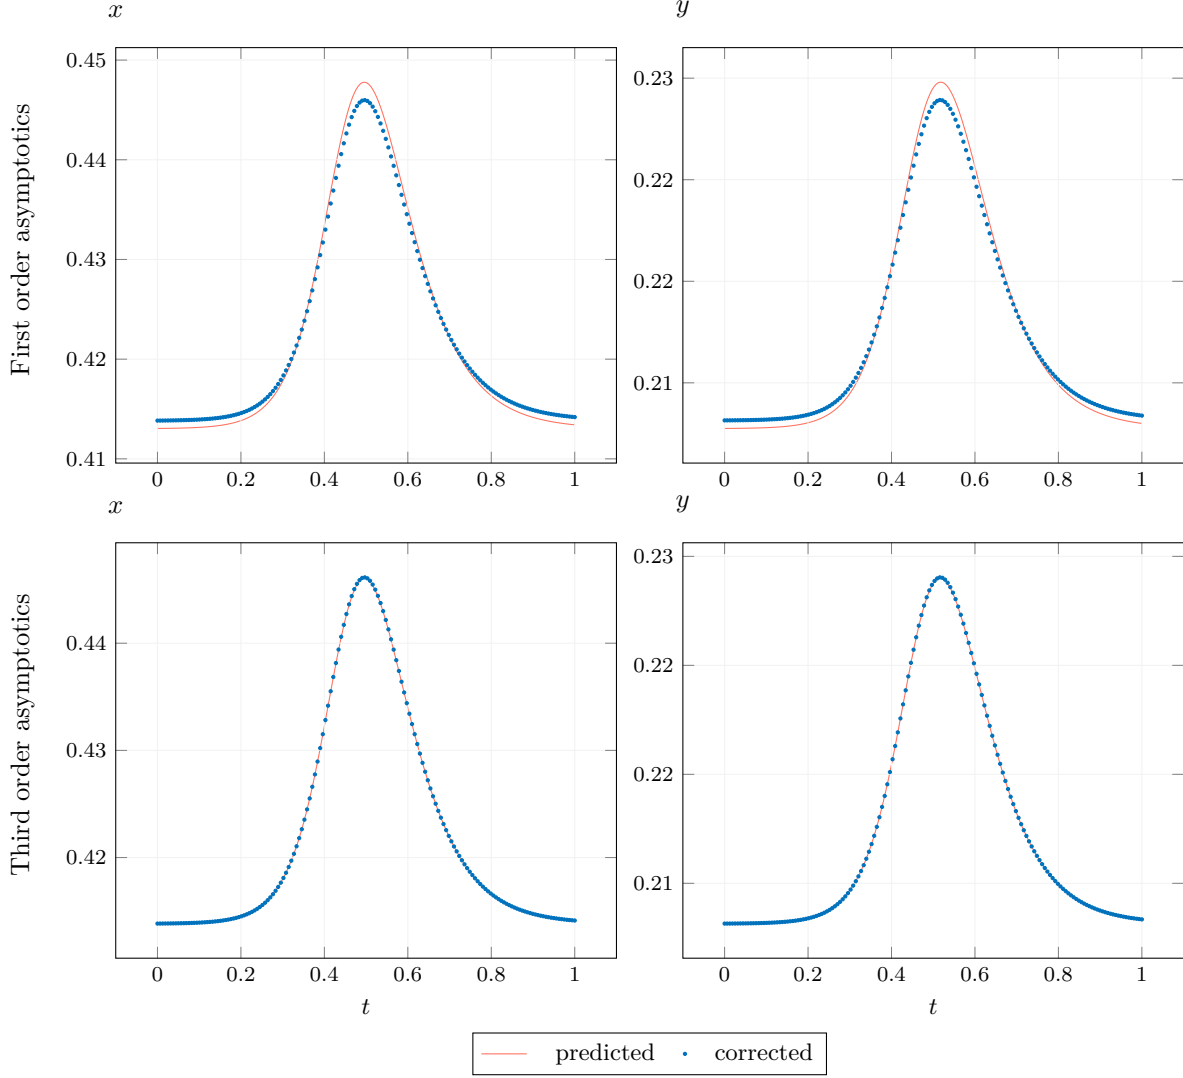 x
y
First order asymptotics
0.45
0.44
0.43
0.42
0.41
0 0.2 0.4 0.6 0.8 1
0.23
0.22
0.22
0.21
0 0.2 0.4 0.6 0.8 1
x
y
Third order asymptotics
0.44
0.43
0.42
0 0.2 0.4 0.6 0.8 1
t
0.23
0.22
0.22
0.21
0 0.2 0.4 0.6 0.8 1
t
predicted corrected